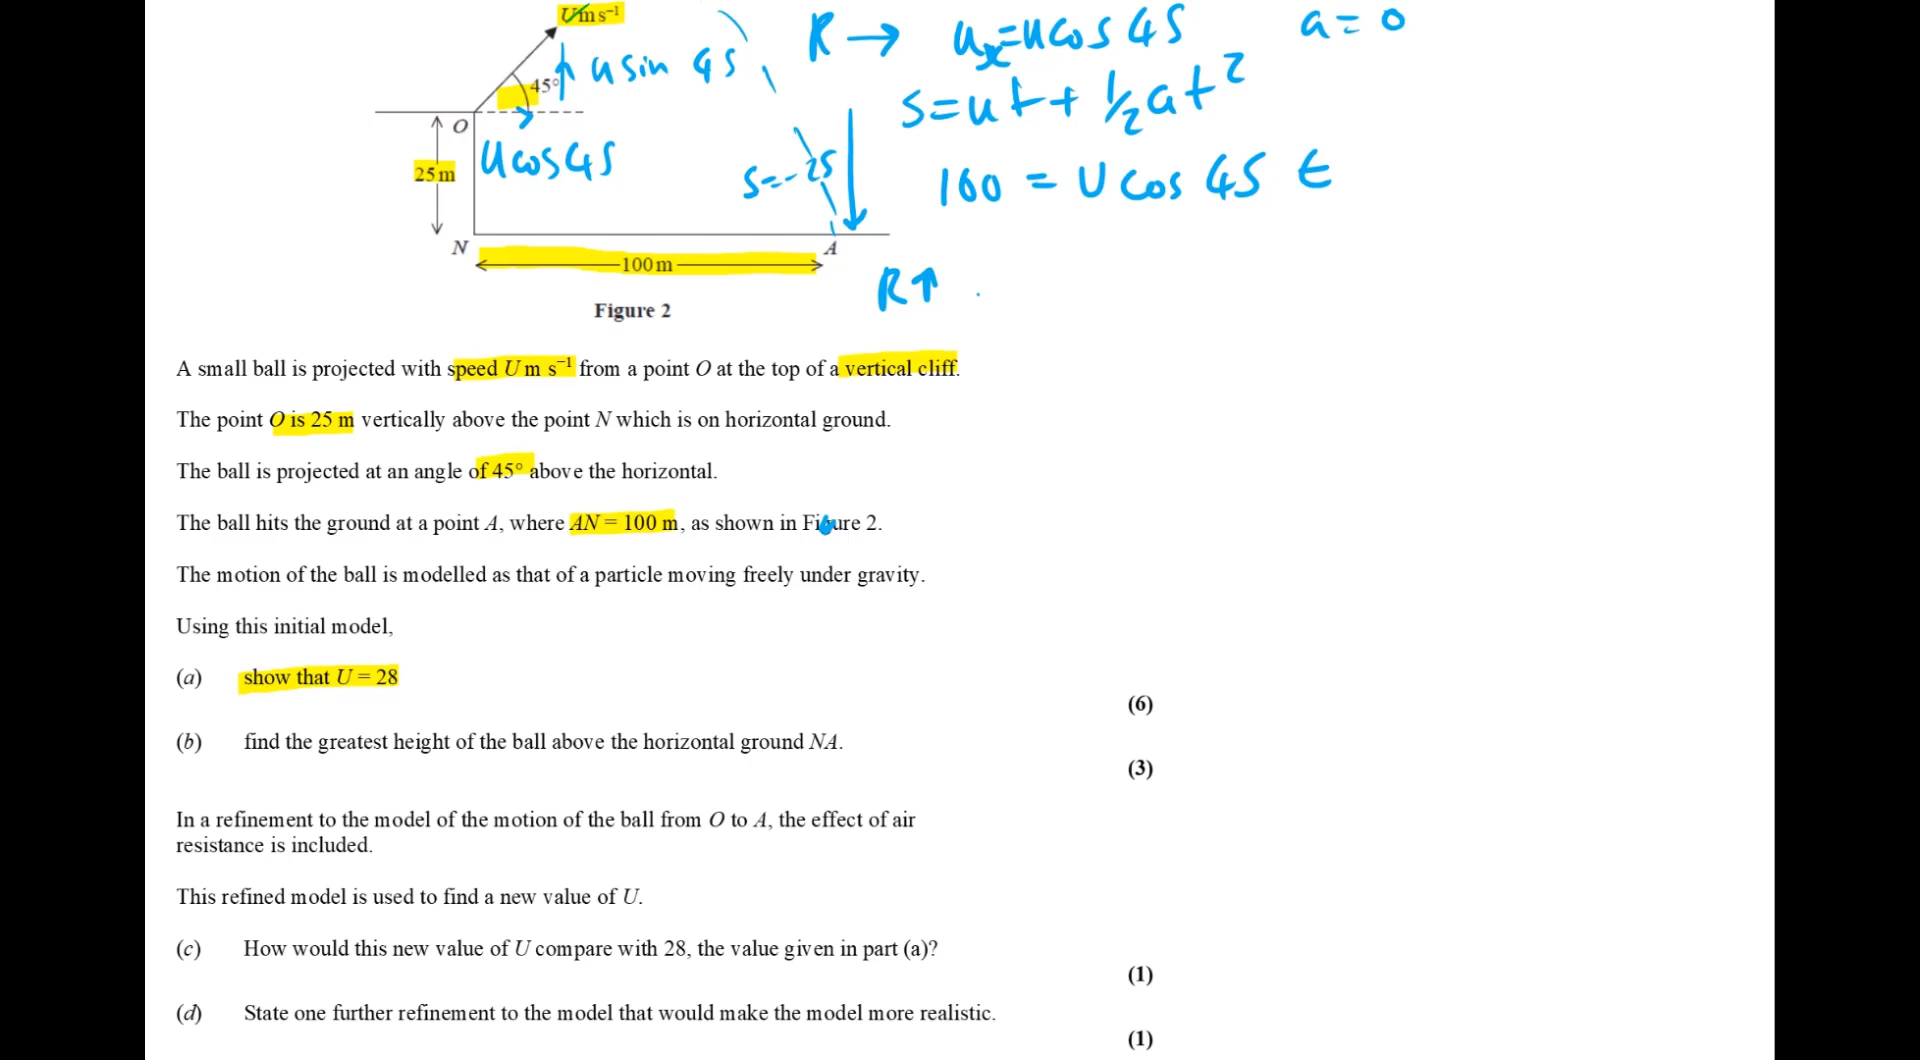 U m s⁻¹
R → uₓ = u cos 45 a = 0
45° u sin 45
s = ut + ½at²
O
u cos 45
25 m
s = -25
100 = U cos 45 t
N
A
100 m
R↑
Figure 2
A small ball is projected with speed U m s⁻¹ from a point O at the top of a vertical cliff.
The point O is 25 m vertically above the point N which is on horizontal ground.
The ball is projected at an angle of 45° above the horizontal.
The ball hits the ground at a point A, where AN = 100 m, as shown in Figure 2.
The motion of the ball is modelled as that of a particle moving freely under gravity.
Using this initial model,
(a) show that U = 28
(6)
(b) find the greatest height of the ball above the horizontal ground NA.
(3)
In a refinement to the model of the motion of the ball from O to A, the effect of air
resistance is included.
This refined model is used to find a new value of U.
(c) How would this new value of U compare with 28, the value given in part (a)?
(1)
(d) State one further refinement to the model that would make the model more realistic.
(1)